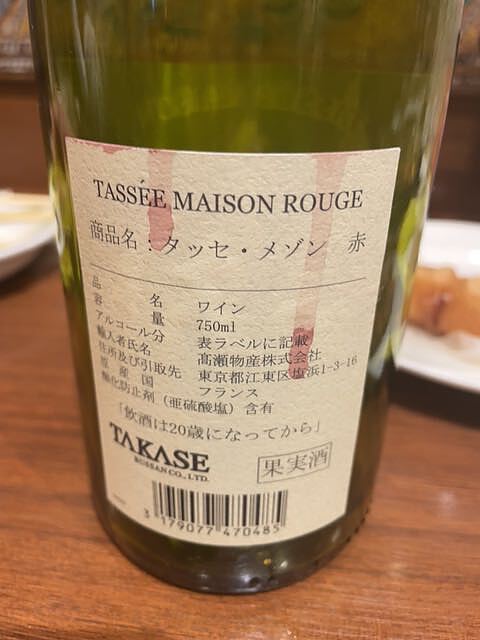 TASSÉE MAISON ROUGE
商品名：タッセ・メゾン 赤
品名 ワイン
容量 750ml
アルコール分 表ラベルに記載
輸入者氏名 髙瀬物産株式会社
住所及び引取先 東京都江東区塩浜1-3-16
原産国 フランス
酸化防止剤（亜硫酸塩）含有
「飲酒は20歳になってから」
TAKASE
BUSSAN CO., LTD.
果実酒
3 179077 470485